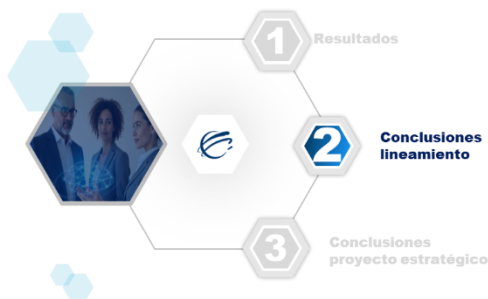 1
Resultados
2
Conclusiones
lineamiento
3
Conclusiones
proyecto estratégico